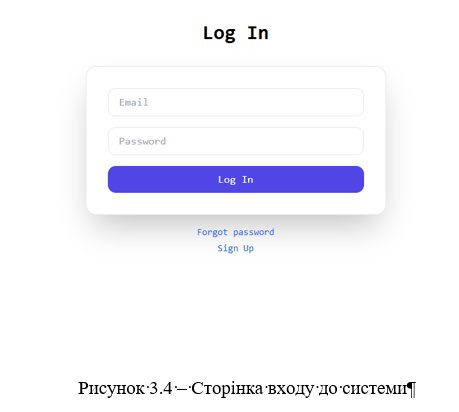 Log In
Email
Password
Log In
Forgot password
Sign Up
Рисунок·3.4·–·Сторінка·входу·до·системи¶